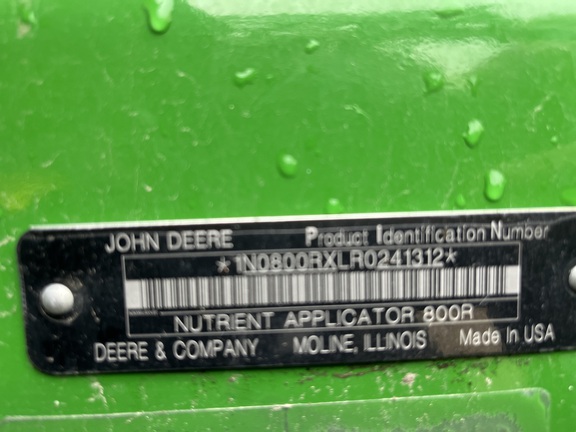 JOHN DEERE Product Identification Number
*1N0800RXLR0241312*
NUTRIENT APPLICATOR 800R
DEERE & COMPANY MOLINE, ILLINOIS Made In USA